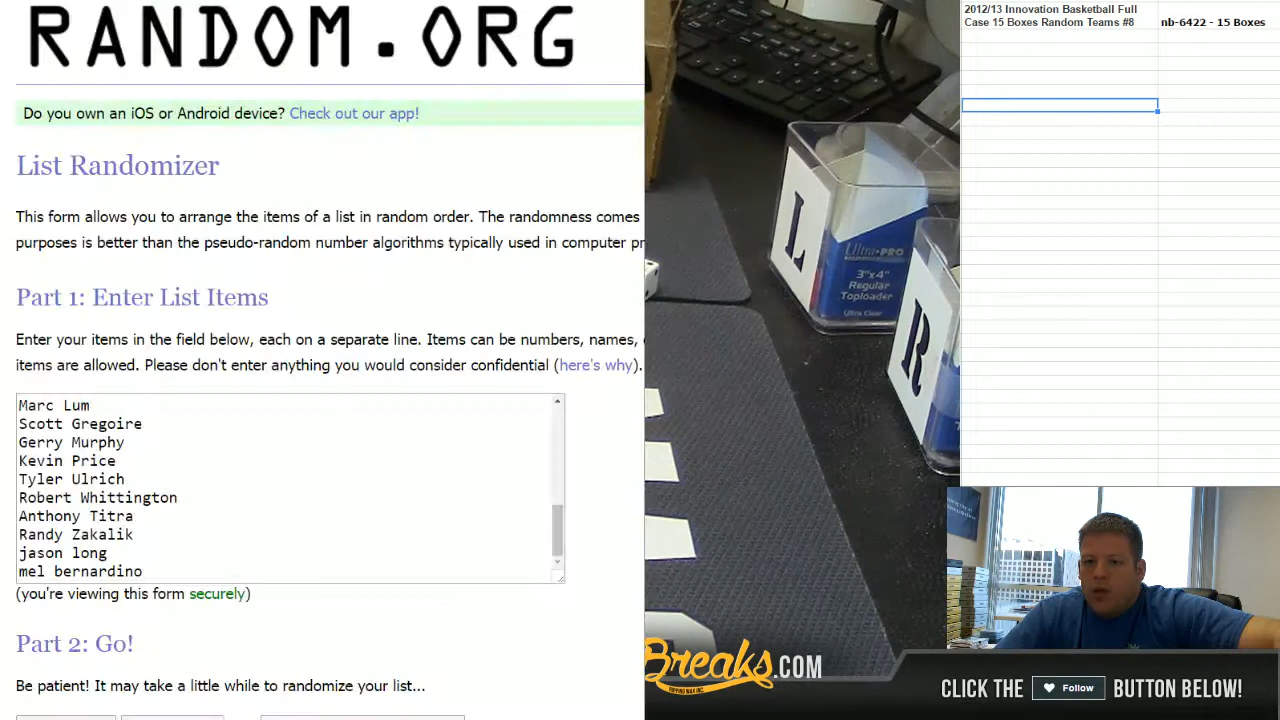 RANDOM.ORG
Do you own an iOS or Android device? Check out our app!
List Randomizer
This form allows you to arrange the items of a list in random order. The randomness comes
purposes is better than the pseudo-random number algorithms typically used in computer pr
Part 1: Enter List Items
Enter your items in the field below, each on a separate line. Items can be numbers, names,
items are allowed. Please don't enter anything you would consider confidential (here's why).
Marc Lum
Scott Gregoire
Gerry Murphy
Kevin Price
Tyler Ulrich
Robert Whittington
Anthony Titra
Randy Zakalik
jason long
mel bernardino
(you're viewing this form securely)
Part 2: Go!
Be patient! It may take a little while to randomize your list...
L
Ultra-PRO
3"x4"
Regular
Toploader
Ultra Clear
R
2012/13 Innovation Basketball Full
Case 15 Boxes Random Teams #8
nb-6422 - 15 Boxes
Breaks.COM
RIPPING WAX INC.
CLICK THE Follow BUTTON BELOW!